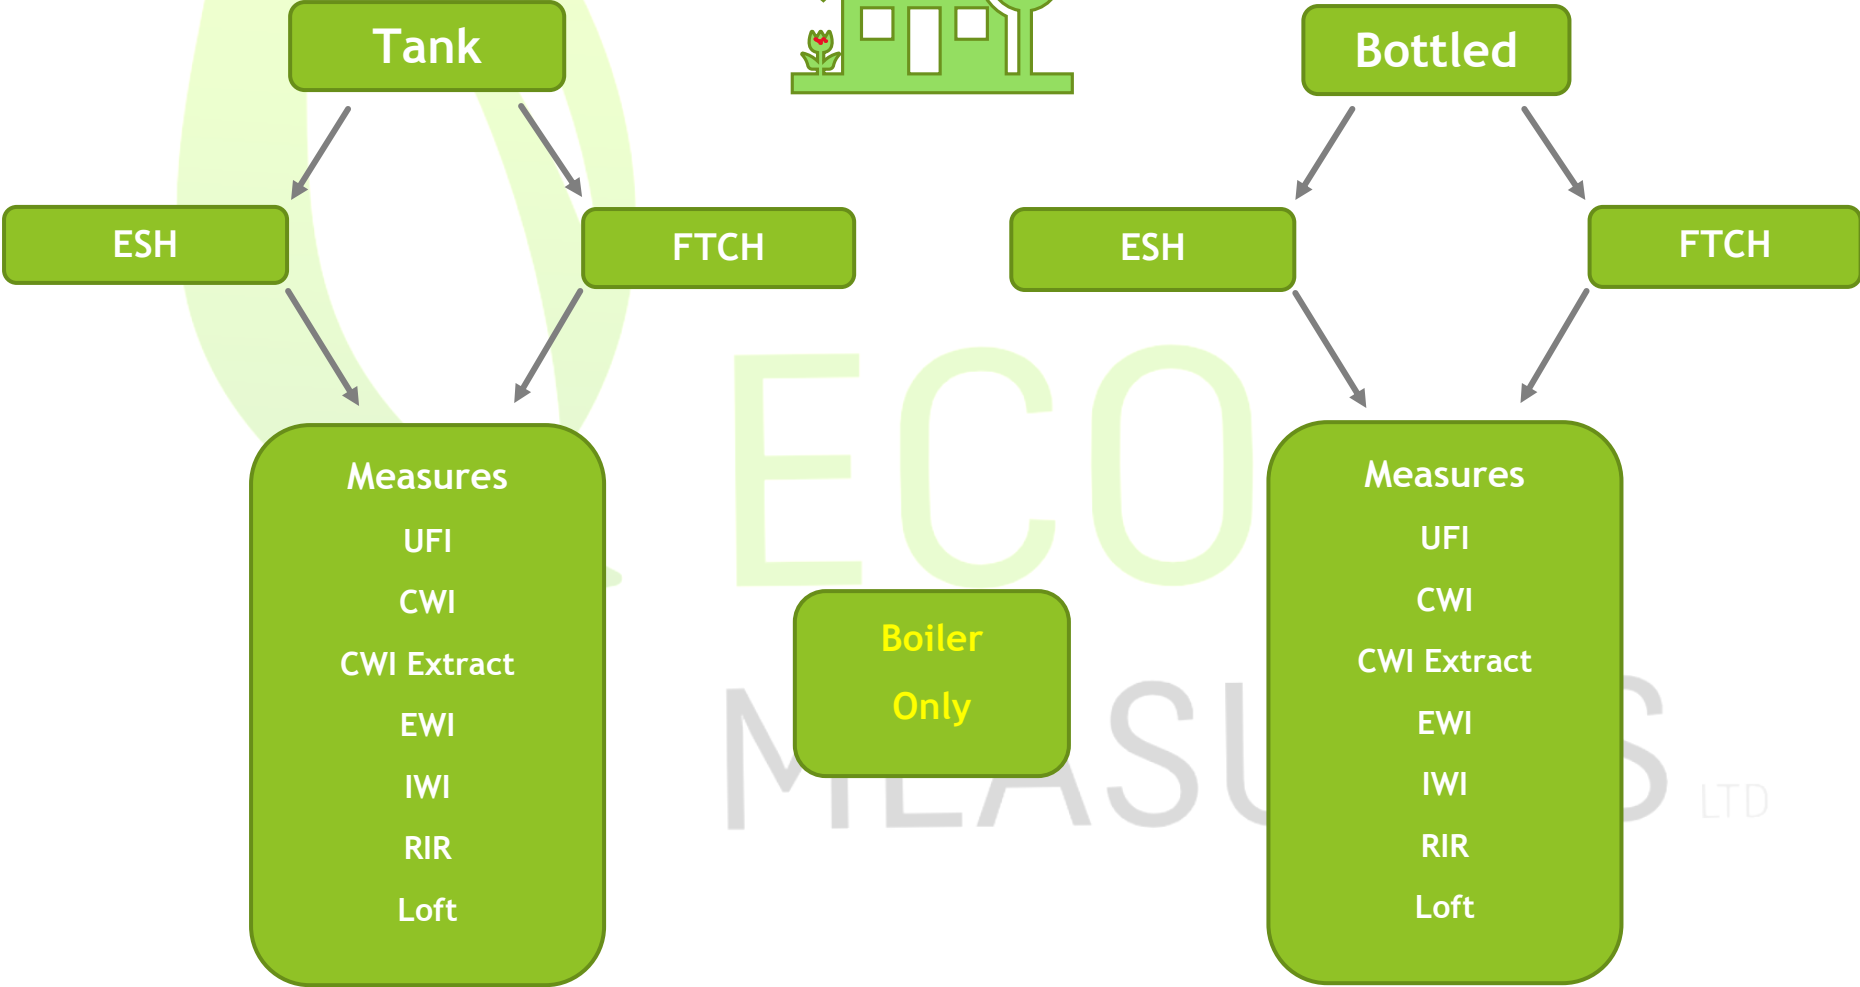 Tank
Bottled
ESH
FTCH
ESH
FTCH
Measures
UFI
CWI
CWI Extract
EWI
IWI
RIR
Loft
ECO
Boiler
Only
Measures
UFI
CWI
CWI Extract
EWI
IWI
RIR
Loft
LTD